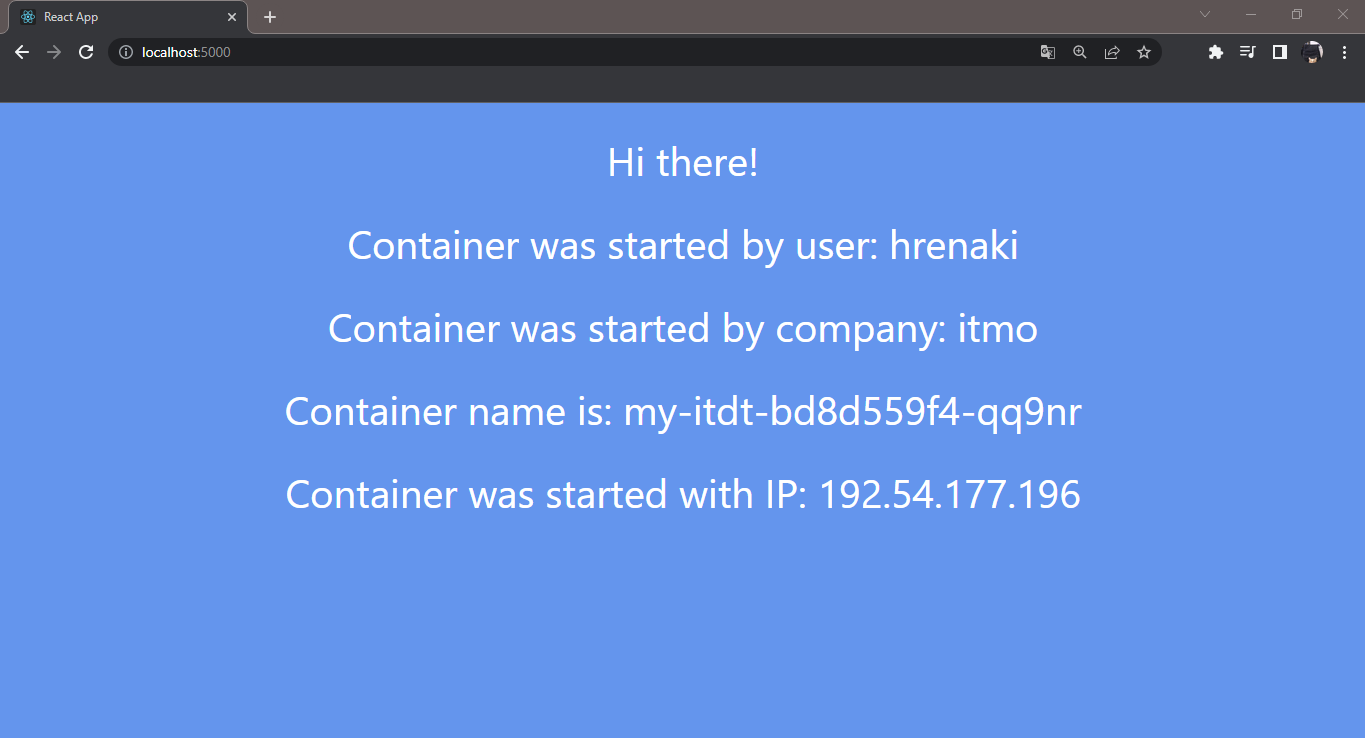 React App
localhost:5000
Hi there!
Container was started by user: hrenaki
Container was started by company: itmo
Container name is: my-itdt-bd8d559f4-qq9nr
Container was started with IP: 192.54.177.196